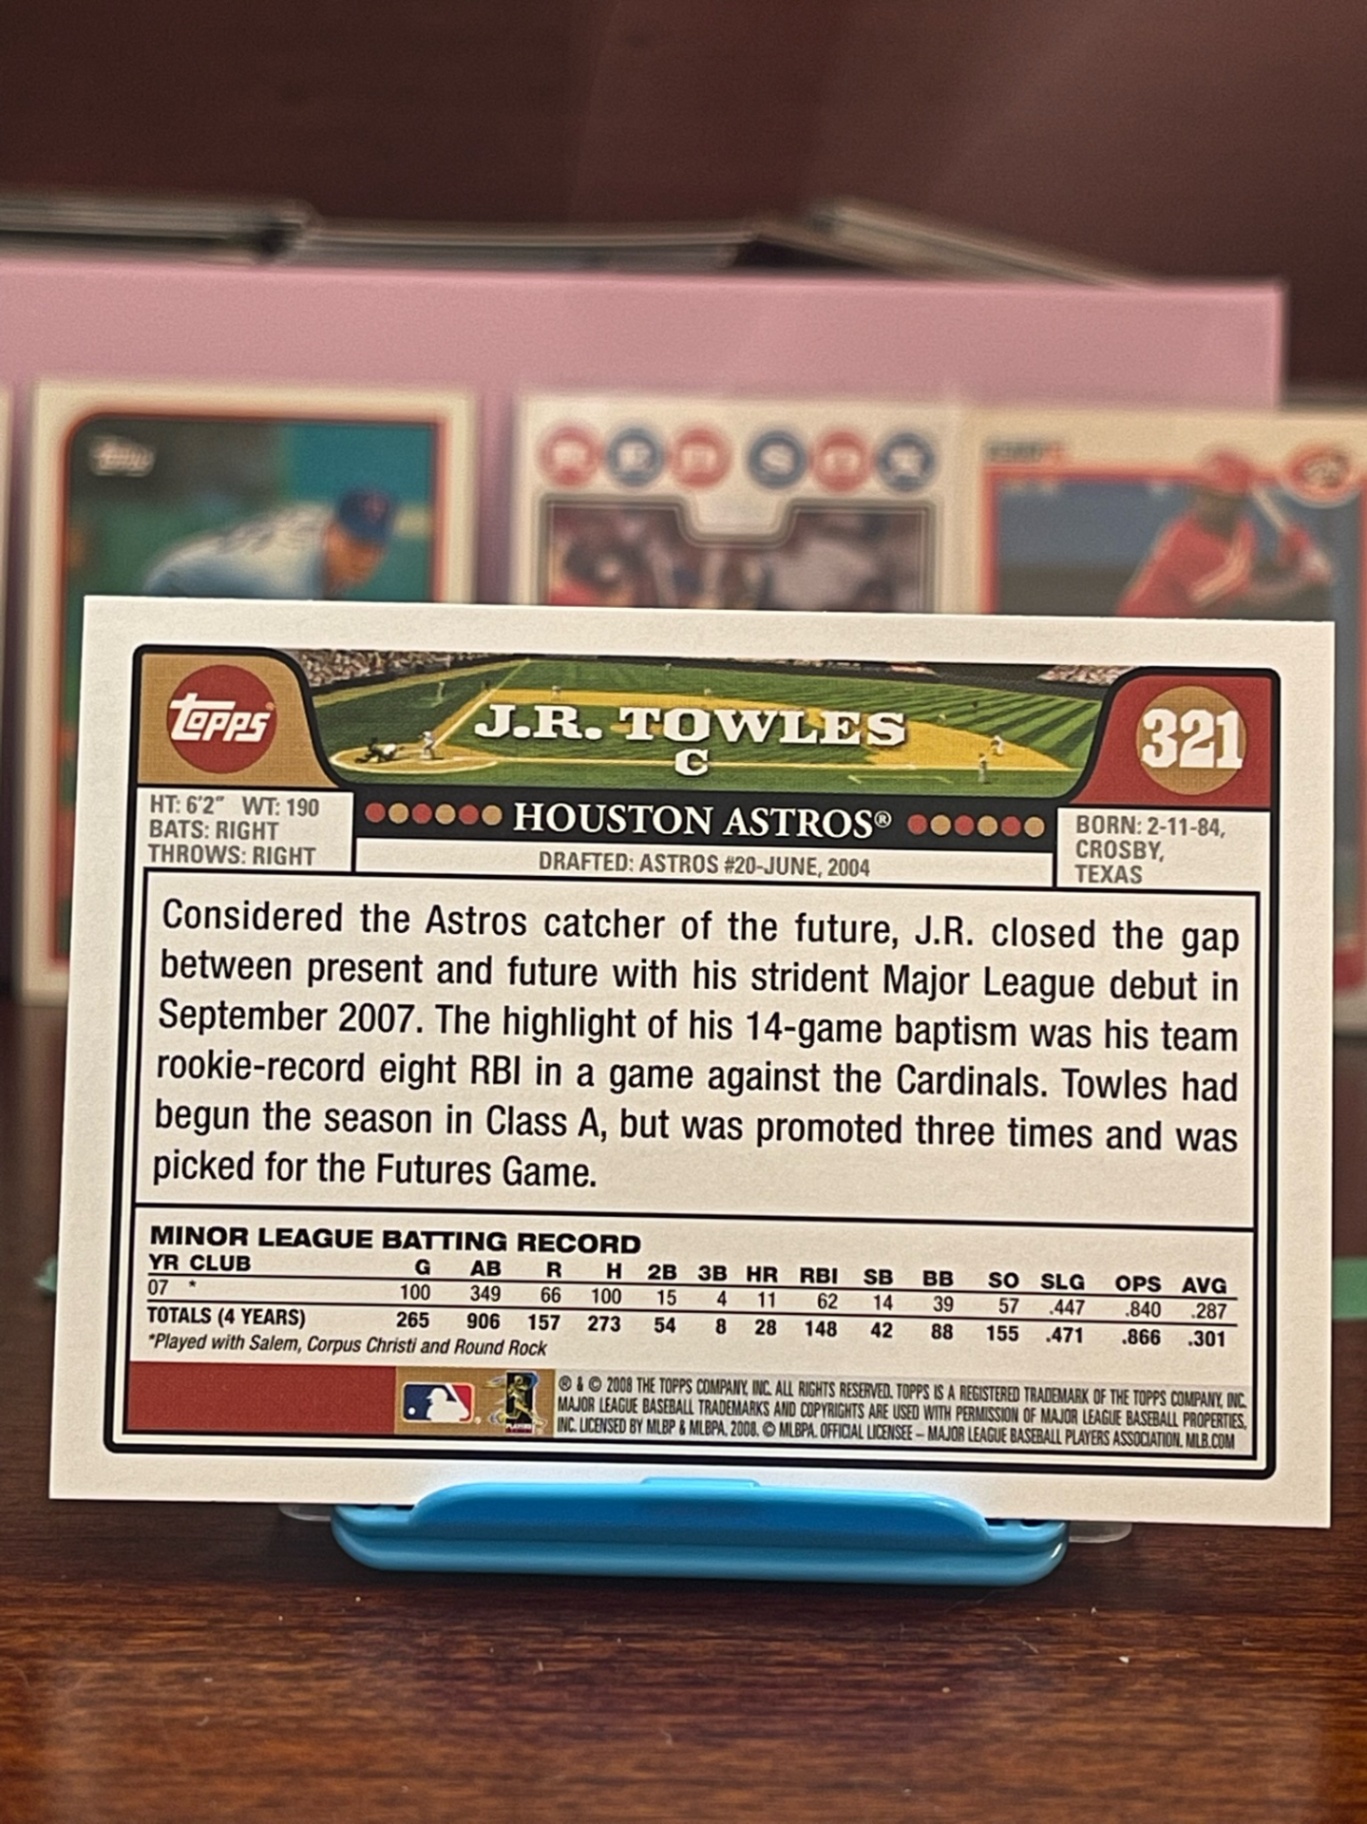 Topps
RED SOX
Topps
J.R. TOWLES
C
321
HT: 6'2" WT: 190
BATS: RIGHT
THROWS: RIGHT
HOUSTON ASTROS®
DRAFTED: ASTROS #20-JUNE, 2004
BORN: 2-11-84,
CROSBY,
TEXAS
Considered the Astros catcher of the future, J.R. closed the gap
between present and future with his strident Major League debut in
September 2007. The highlight of his 14-game baptism was his team
rookie-record eight RBI in a game against the Cardinals. Towles had
begun the season in Class A, but was promoted three times and was
picked for the Futures Game.
MINOR LEAGUE BATTING RECORD
YR CLUB G AB R H 2B 3B HR RBI SB BB SO SLG OPS AVG
07 * 100 349 66 100 15 4 11 62 14 39 57 .447 .840 .287
TOTALS (4 YEARS) 265 906 157 273 54 8 28 148 42 88 155 .471 .866 .301
*Played with Salem, Corpus Christi and Round Rock
® & © 2008 THE TOPPS COMPANY, INC. ALL RIGHTS RESERVED. TOPPS IS A REGISTERED TRADEMARK OF THE TOPPS COMPANY, INC.
MAJOR LEAGUE BASEBALL TRADEMARKS AND COPYRIGHTS ARE USED WITH PERMISSION OF MAJOR LEAGUE BASEBALL PROPERTIES,
INC. LICENSED BY MLBP & MLBPA. 2008. © MLBPA. OFFICIAL LICENSEE – MAJOR LEAGUE BASEBALL PLAYERS ASSOCIATION. MLB.COM